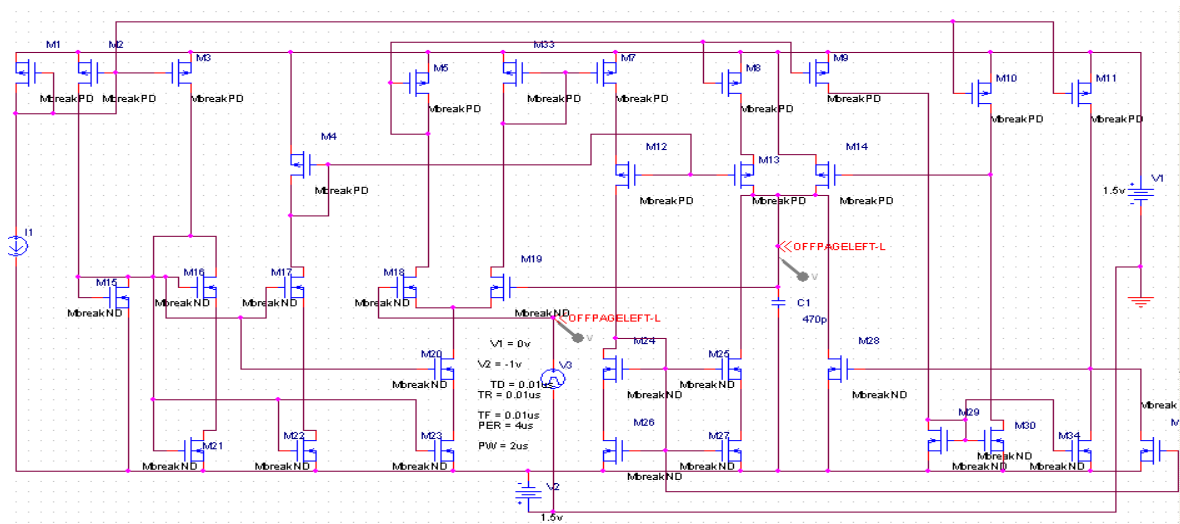 M1
M2
M3
M33
M7
M5
M8
M9
M10
M11
MbreakPD
MbreakPD
MbreakPD
MbreakPD
MbreakPD
MbreakPD
MbreakPD
MbreakPD
MbreakPD
MbreakPD
M4
MbreakPD
M12
M13
M14
MbreakPD
MbreakPD
MbreakPD
V1
1.5v
I1
OFFPAGELEFT-L
V
M15
M16
M17
M18
M19
MbreakND
MbreakND
MbreakND
MbreakND
MbreakND
C1
470p
OFFPAGELEFT-L
V
V1 = 0v
V2 = -1v
TD = 0.01us
TR = 0.01us
TF = 0.01us
PER = 4us
PW = 2us
V3
M20
MbreakND
M24
M25
M28
MbreakND
MbreakND
MbreakND
M21
M22
M23
M26
M27
M29
M30
M34
Mbreak
M
MbreakND
MbreakND
MbreakND
MbreakND
MbreakND
MbreakND
MbreakND
MbreakND
V2
1.5v